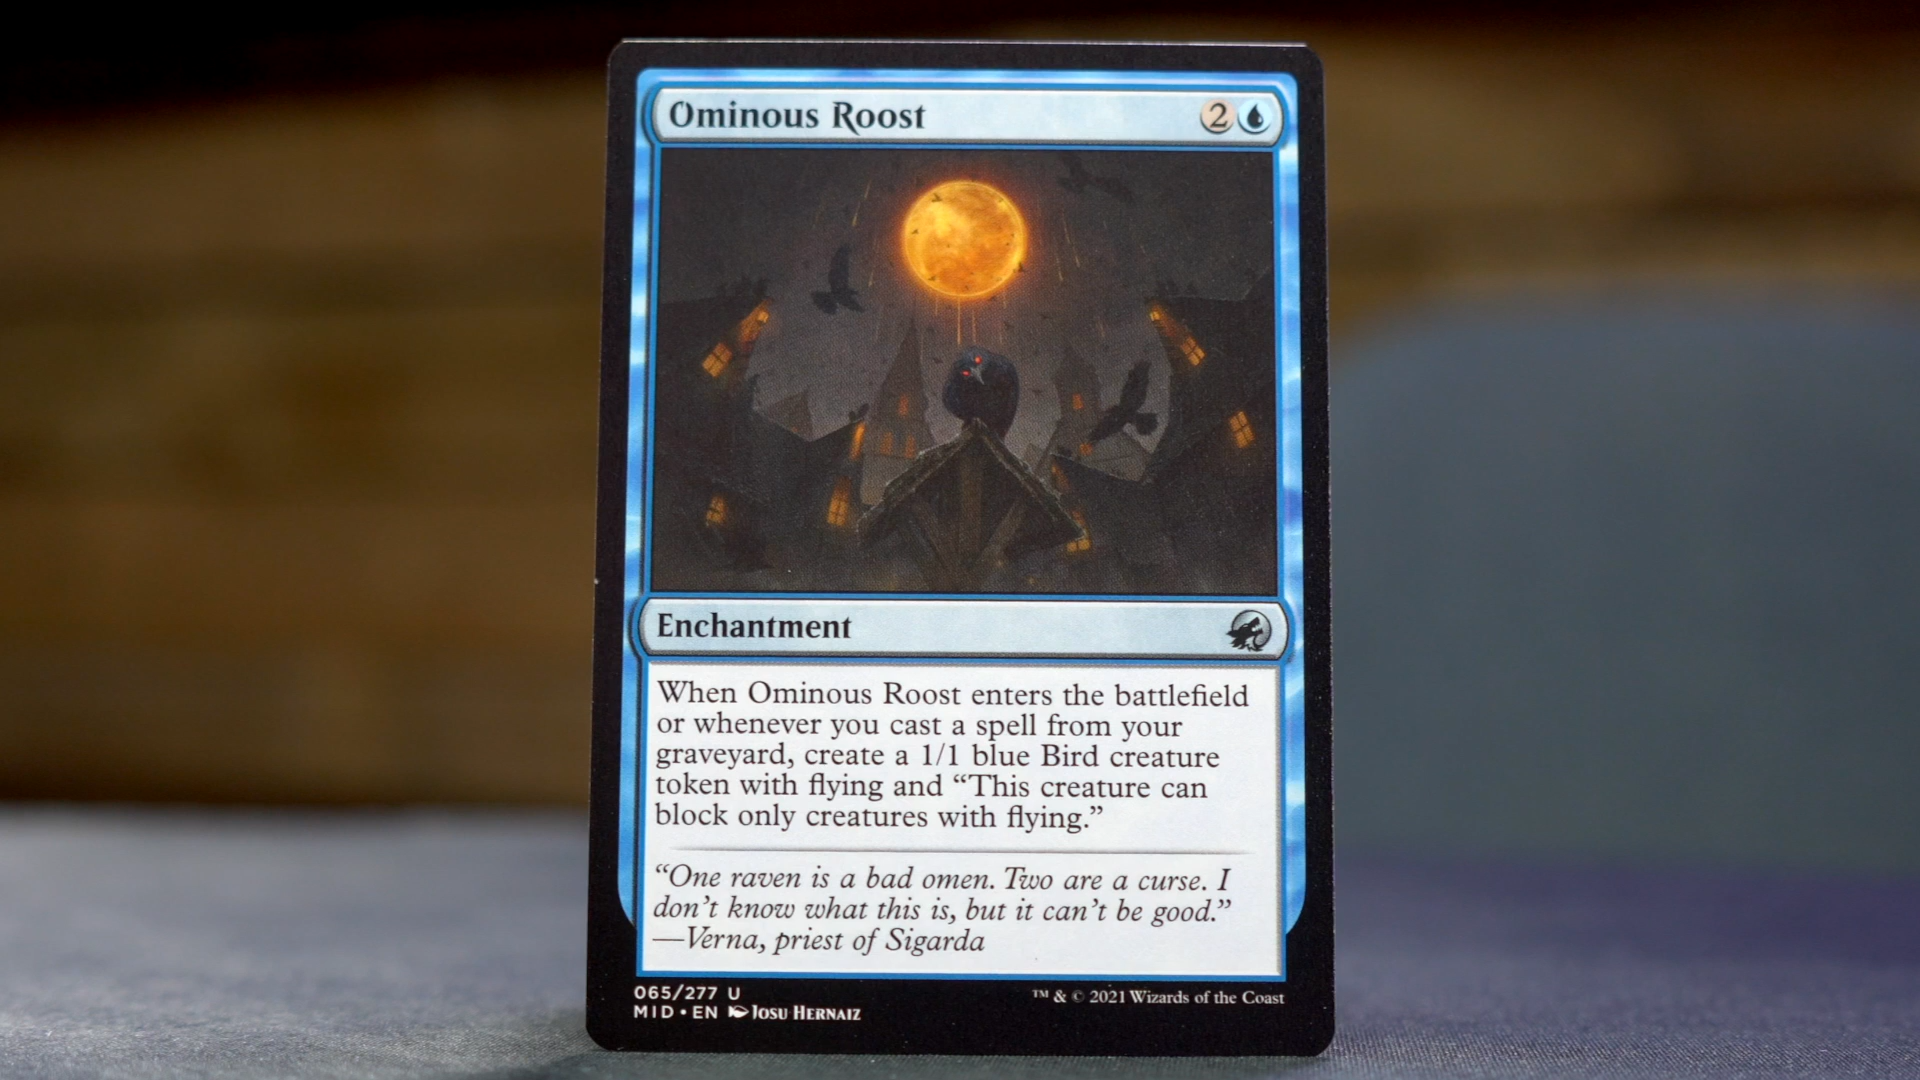 Ominous Roost 2
Enchantment
When Ominous Roost enters the battlefield
or whenever you cast a spell from your
graveyard, create a 1/1 blue Bird creature
token with flying and “This creature can
block only creatures with flying.”
“One raven is a bad omen. Two are a curse. I
don’t know what this is, but it can’t be good.”
—Verna, priest of Sigarda
065/277 U
MID • EN Josu Hernaiz
™ & © 2021 Wizards of the Coast